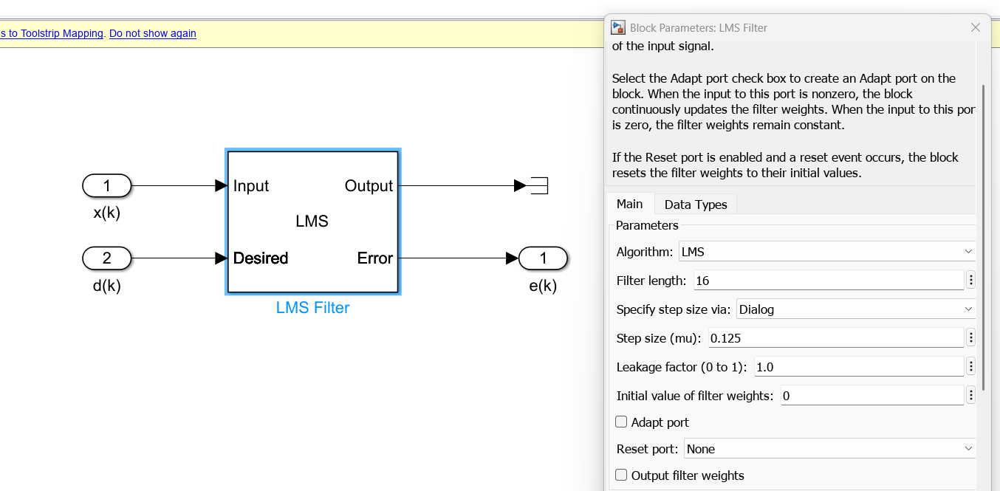 s to Toolstrip Mapping. Do not show again
1
Input
Output
x(k)
LMS
2
Desired
Error
1
d(k)
e(k)
LMS Filter
Block Parameters: LMS Filter
of the input signal.
Select the Adapt port check box to create an Adapt port on the
block. When the input to this port is nonzero, the block
continuously updates the filter weights. When the input to this por
is zero, the filter weights remain constant.
If the Reset port is enabled and a reset event occurs, the block
resets the filter weights to their initial values.
Main
Data Types
Parameters
Algorithm: LMS
Filter length: 16
Specify step size via: Dialog
Step size (mu): 0.125
Leakage factor (0 to 1): 1.0
Initial value of filter weights: 0
Adapt port
Reset port: None
Output filter weights